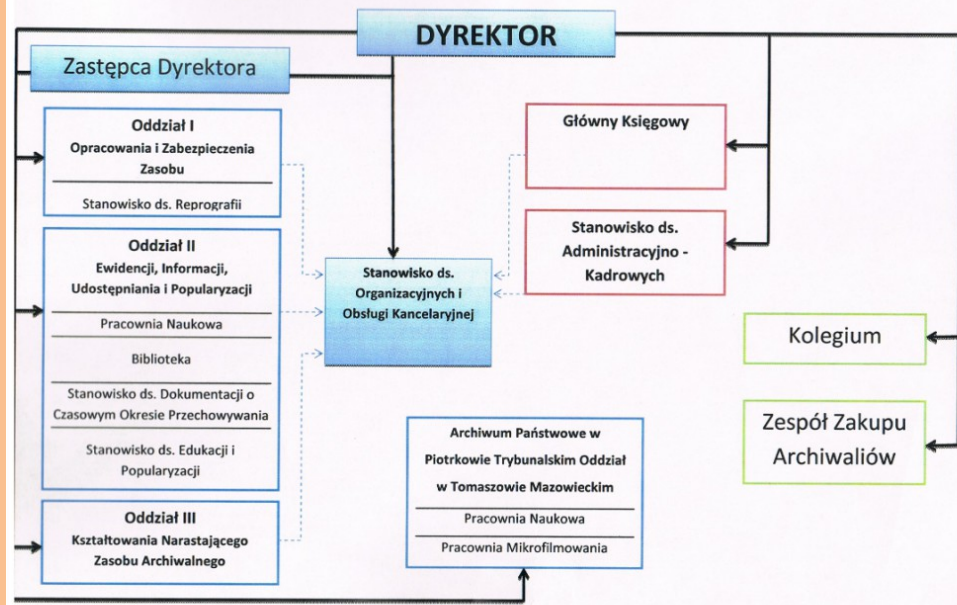 DYREKTOR
Zastępca Dyrektora
Oddział I
Opracowania i Zabezpieczenia
Zasobu
Stanowisko ds. Reprografii
Oddział II
Ewidencji, Informacji,
Udostępniania i Popularyzacji
Pracownia Naukowa
Biblioteka
Stanowisko ds. Dokumentacji o
Czasowym Okresie Przechowywania
Stanowisko ds. Edukacji i
Popularyzacji
Oddział III
Kształtowania Narastającego
Zasobu Archiwalnego
Stanowisko ds.
Organizacyjnych i
Obsługi Kancelaryjnej
Archiwum Państwowe w
Piotrkowie Trybunalskim Oddział
w Tomaszowie Mazowieckim
Pracownia Naukowa
Pracownia Mikrofilmowania
Główny Księgowy
Stanowisko ds.
Administracyjno -
Kadrowych
Kolegium
Zespół Zakupu
Archiwaliów